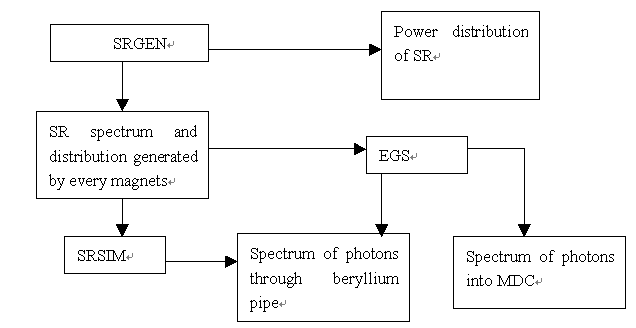 SRGEN
Power distribution
of SR
SR spectrum and
distribution generated
by every magnets
EGS
SRSIM
Spectrum of photons
through beryllium
pipe
Spectrum of photons
into MDC